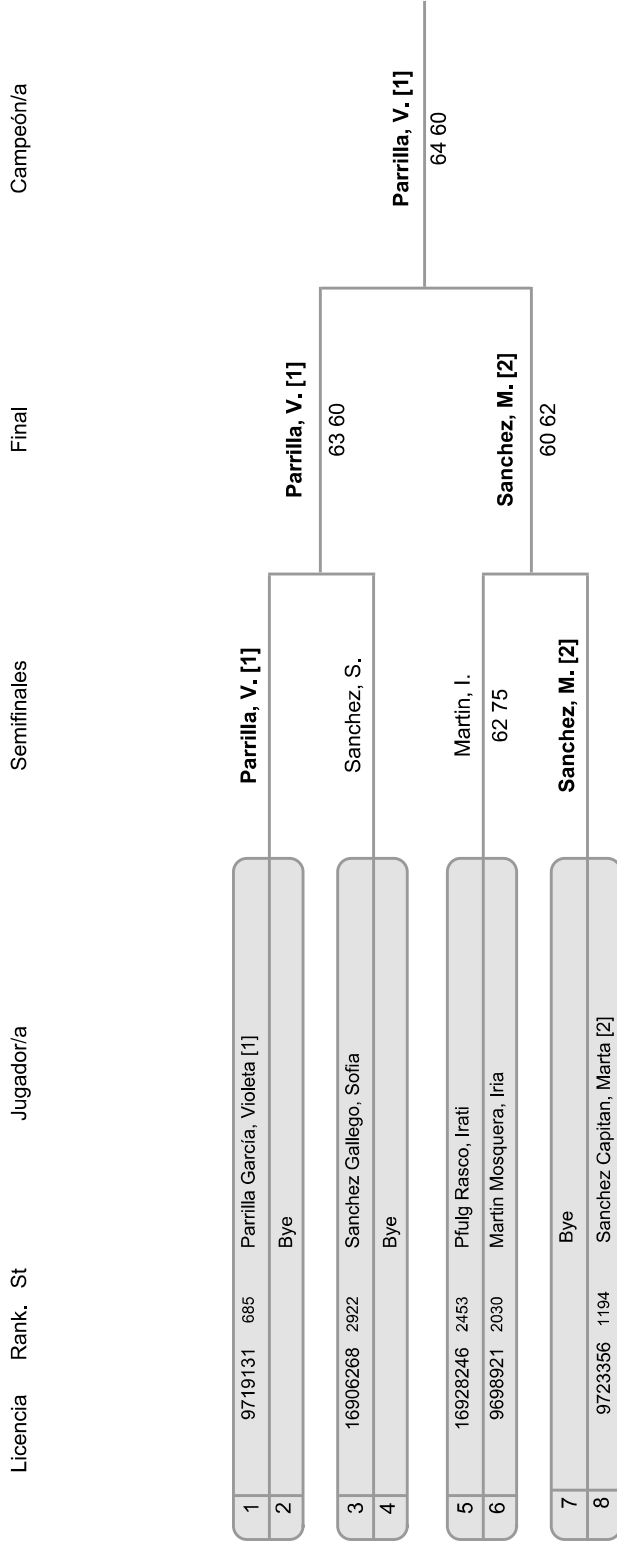 Licencia Rank. St Jugador/a Semifinales Final Campeón/a
1 9719131 685 Parrilla García, Violeta [1]
2 Bye
3 16906268 2922 Sanchez Gallego, Sofia
4 Bye
5 16928246 2453 Pfulg Rasco, Irati
6 9698921 2030 Martin Mosquera, Iria
7 Bye
8 9723356 1194 Sanchez Capitan, Marta [2]
Parrilla, V. [1]
Sanchez, S.
Martin, I.
62 75
Sanchez, M. [2]
Parrilla, V. [1]
63 60
Sanchez, M. [2]
60 62
Parrilla, V. [1]
64 60